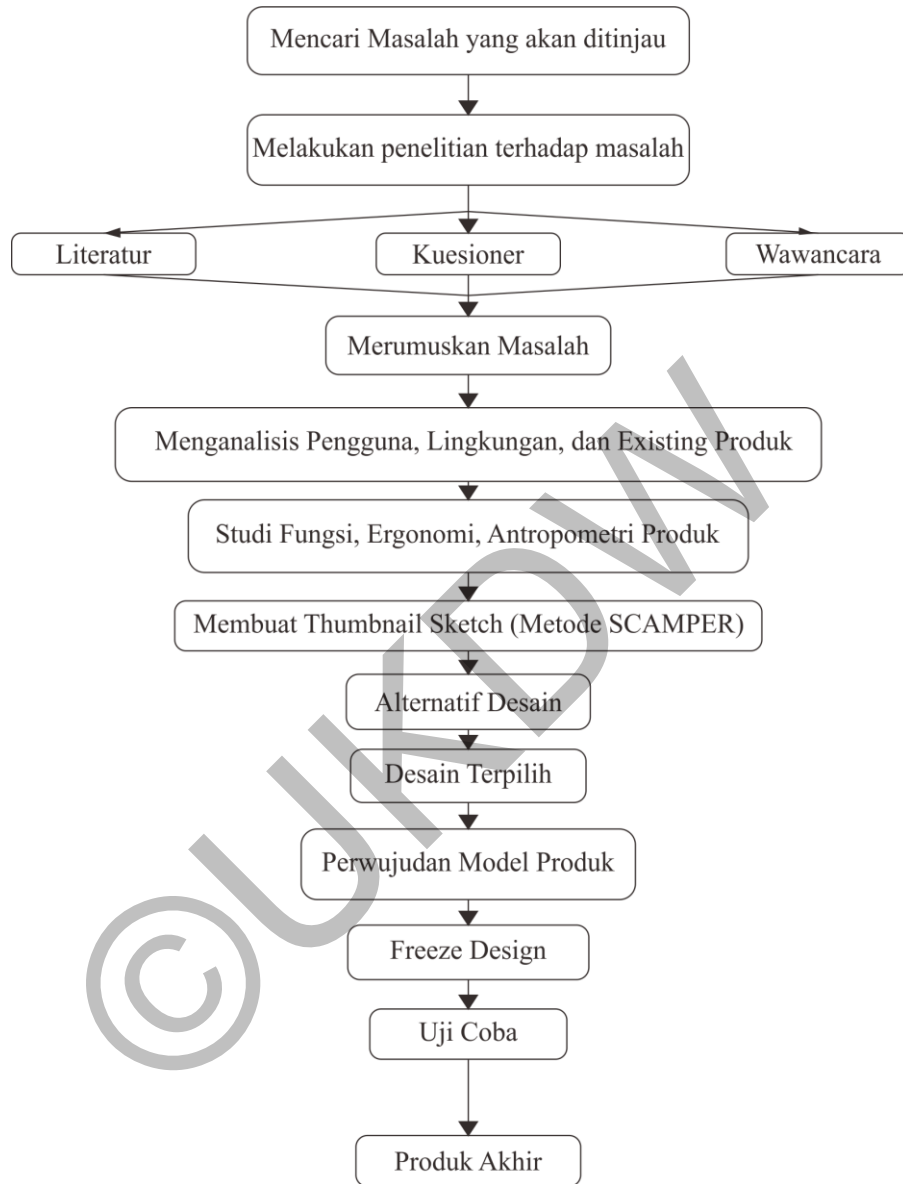 Mencari Masalah yang akan ditinjau
Melakukan penelitian terhadap masalah
Literatur
Kuesioner
Wawancara
Merumuskan Masalah
Menganalisis Pengguna, Lingkungan, dan Existing Produk
Studi Fungsi, Ergonomi, Antropometri Produk
Membuat Thumbnail Sketch (Metode SCAMPER)
Alternatif Desain
Desain Terpilih
Perwujudan Model Produk
Freeze Design
Uji Coba
Produk Akhir
©UKDW